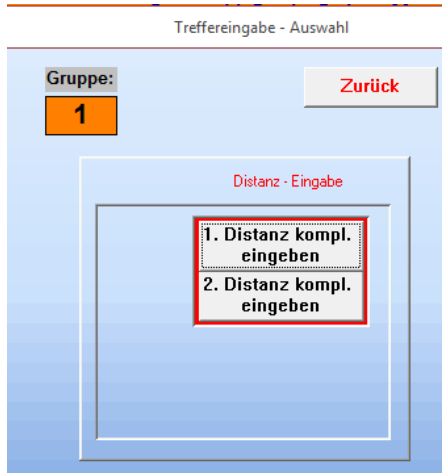 Treffereingabe - Auswahl
Gruppe:
Zurück
1
Distanz - Eingabe
1. Distanz kompl.
eingeben
2. Distanz kompl.
eingeben